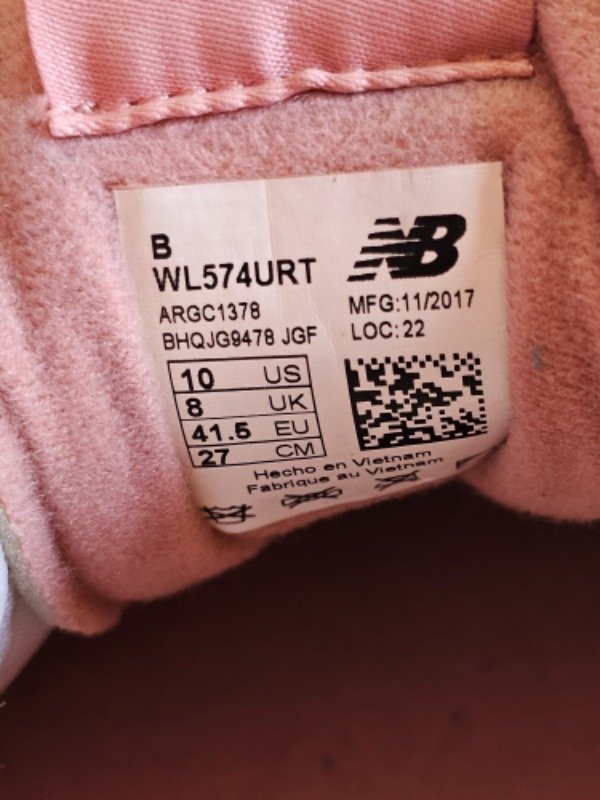 B
WL574URT
ARGC1378
BHQJG9478 JGF
NB
MFG:11/2017
LOC:22
10 US
8 UK
41.5 EU
27 CM
Hecho en Vietnam
Fabrique au Vietnam